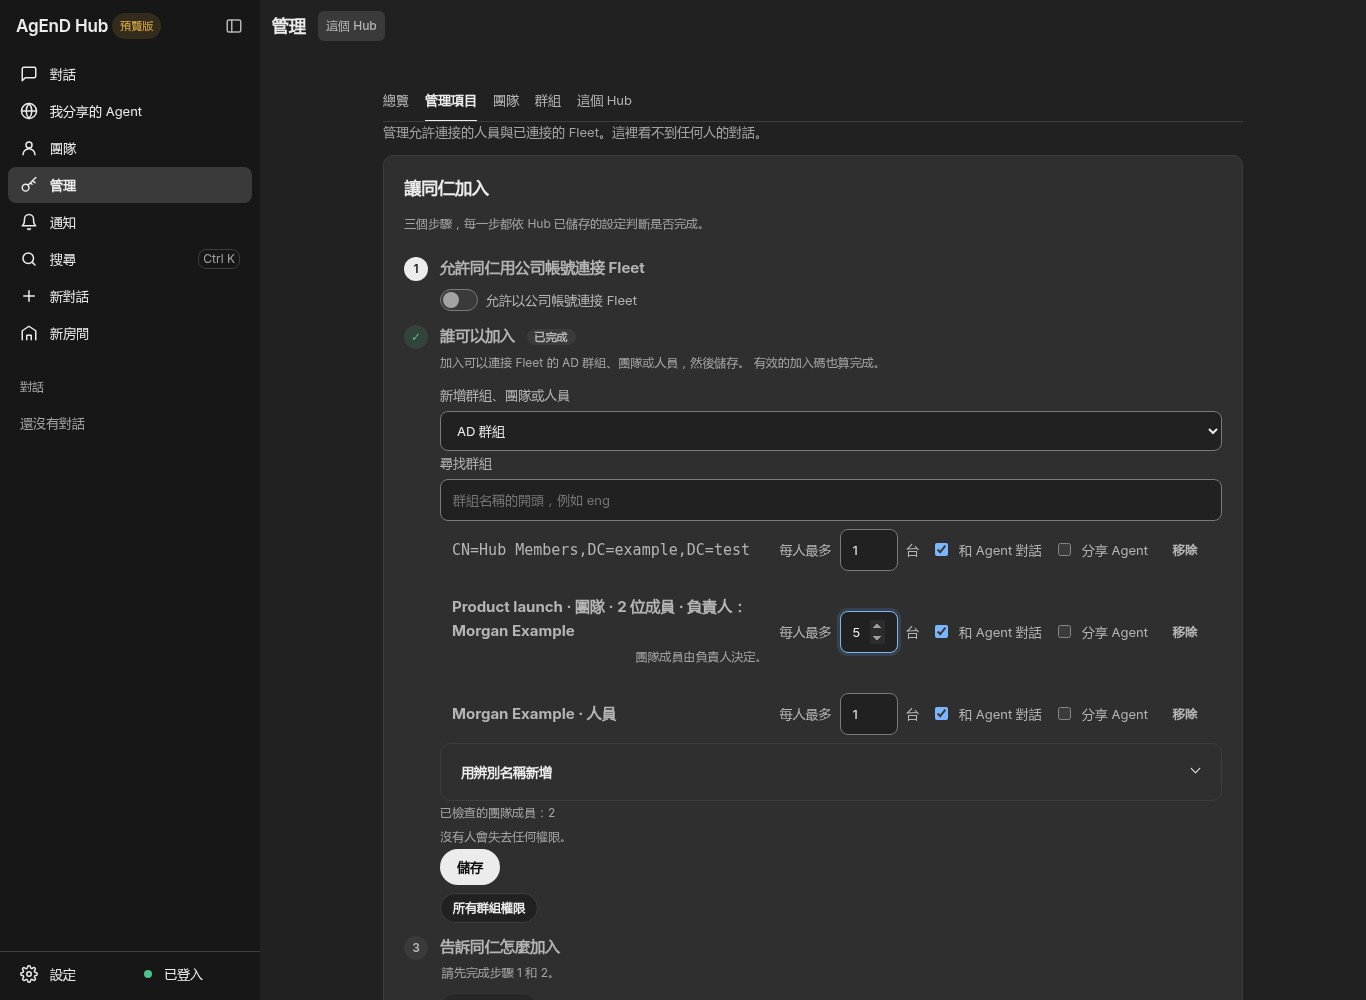 AgEnD Hub 預覽版
對話
我分享的 Agent
團隊
管理
通知
搜尋 Ctrl K
新對話
新房間
對話
還沒有對話
設定 已登入
管理 這個 Hub
總覽 管理項目 團隊 群組 這個 Hub
管理允許連接的人員與已連接的 Fleet。這裡看不到任何人的對話。
讓同仁加入
三個步驟，每一步都依 Hub 已儲存的設定判斷是否完成。
1 允許同仁用公司帳號連接 Fleet
允許以公司帳號連接 Fleet
✓ 誰可以加入 已完成
加入可以連接 Fleet 的 AD 群組、團隊或人員，然後儲存。 有效的加入碼也算完成。
新增群組、團隊或人員
AD 群組
尋找群組
群組名稱的開頭，例如 eng
CN=Hub Members,DC=example,DC=test 每人最多 1 台 和 Agent 對話 分享 Agent 移除
Product launch · 團隊 · 2 位成員 · 負責人：
Morgan Example 每人最多 5 台 和 Agent 對話 分享 Agent 移除
團隊成員由負責人決定。
Morgan Example · 人員 每人最多 1 台 和 Agent 對話 分享 Agent 移除
用辨別名稱新增
已檢查的團隊成員：2
沒有人會失去任何權限。
儲存
所有群組權限
3 告訴同仁怎麼加入
請先完成步驟 1 和 2。